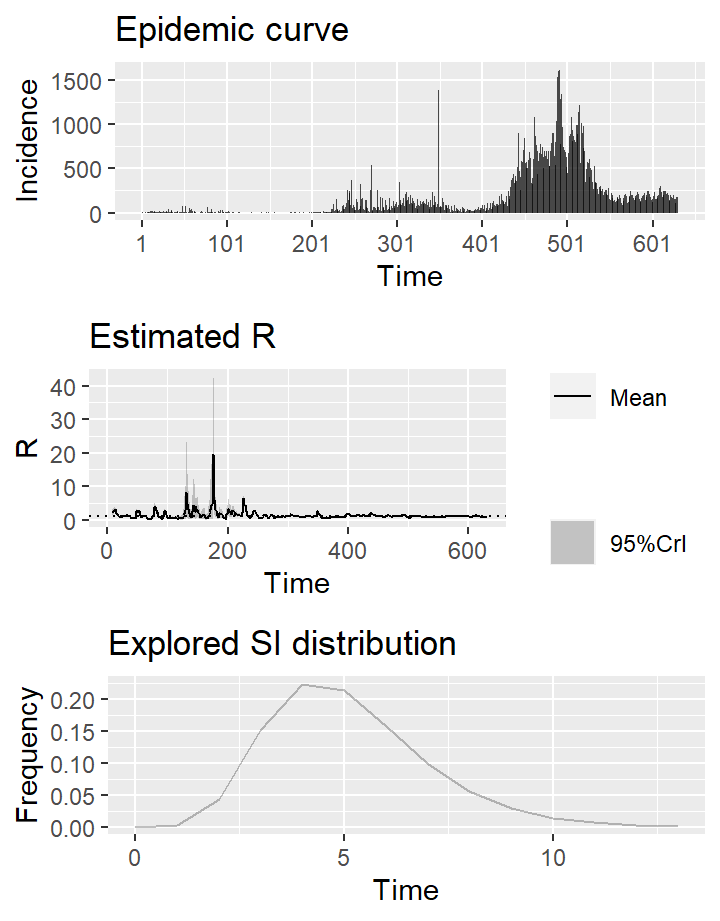 Epidemic curve
Incidence
1500
1000
500
0
1 101 201 301 401 501 601
Time
Estimated R
R
40
30
20
10
0
0 200 400 600
Time
Mean
95%CrI
Explored SI distribution
Frequency
0.20
0.15
0.10
0.05
0.00
0 5 10
Time